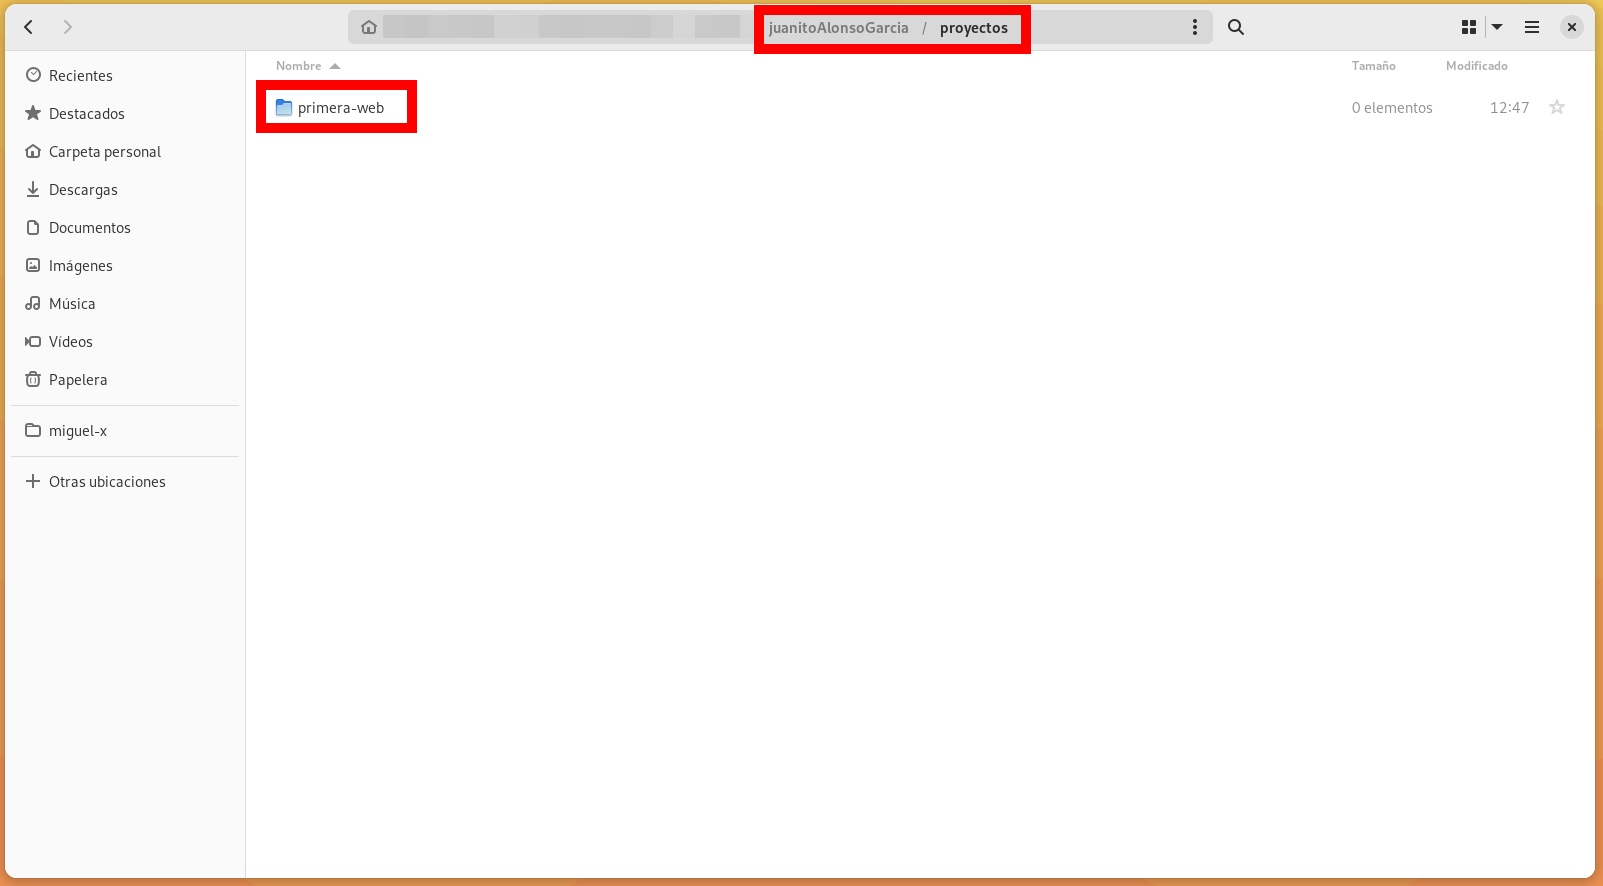 juanitoAlonsoGarcia / proyectos
Nombre Tamaño Modificado
primera-web 0 elementos 12:47
Recientes
Destacados
Carpeta personal
Descargas
Documentos
Imágenes
Música
Vídeos
Papelera
miguel-x
Otras ubicaciones